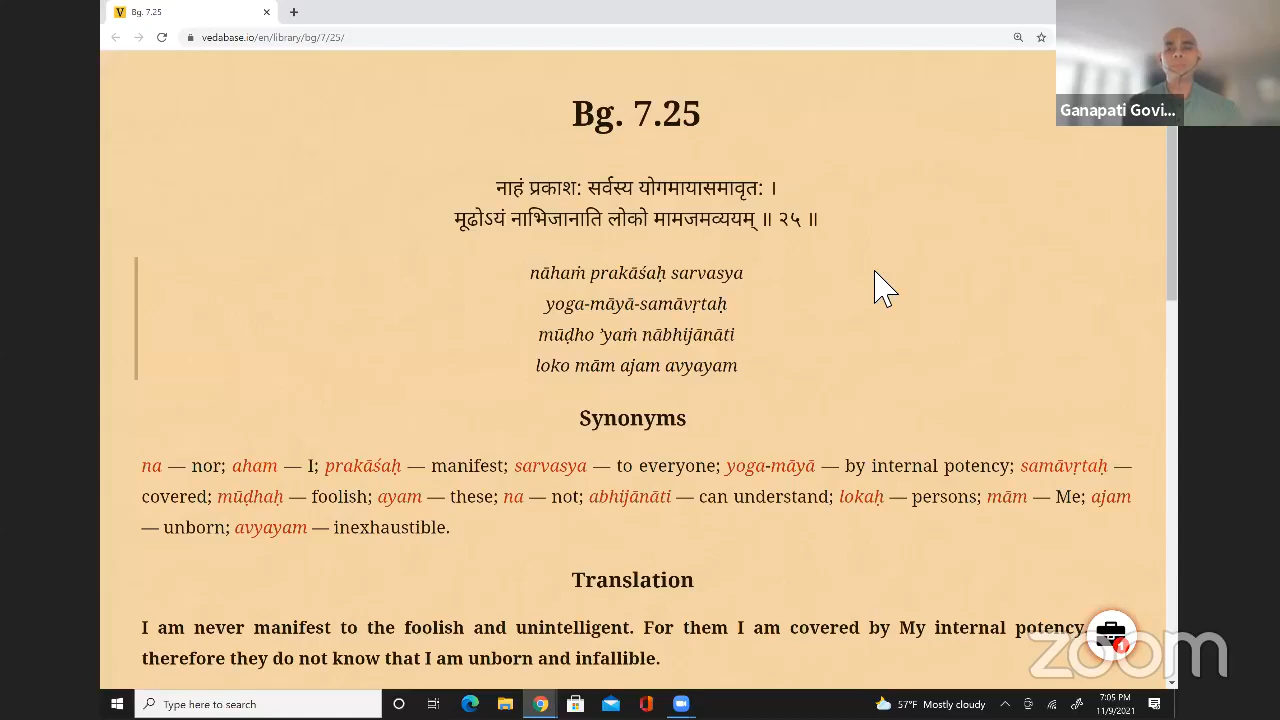 Bg. 7.25
vedabase.io/en/library/bg/7/25/
Ganapati Govi...
Bg. 7.25
नाहं प्रकाश: सर्वस्य योगमायासमावृत: ।
मूढोऽयं नाभिजानाति लोको मामजमव्ययम् ॥ २५ ॥
nāhaṁ prakāśaḥ sarvasya
yoga-māyā-samāvṛtaḥ
mūḍho ’yaṁ nābhijānāti
loko mām ajam avyayam
Synonyms
na — nor; aham — I; prakāśaḥ — manifest; sarvasya — to everyone; yoga-māyā — by internal potency; samāvṛtaḥ —
covered; mūḍhaḥ — foolish; ayam — these; na — not; abhijānāti — can understand; lokaḥ — persons; mām — Me; ajam
— unborn; avyayam — inexhaustible.
Translation
I am never manifest to the foolish and unintelligent. For them I am covered by My internal potency
therefore they do not know that I am unborn and infallible.
1
zoom
Type here to search
57°F Mostly cloudy
7:05 PM
11/9/2021